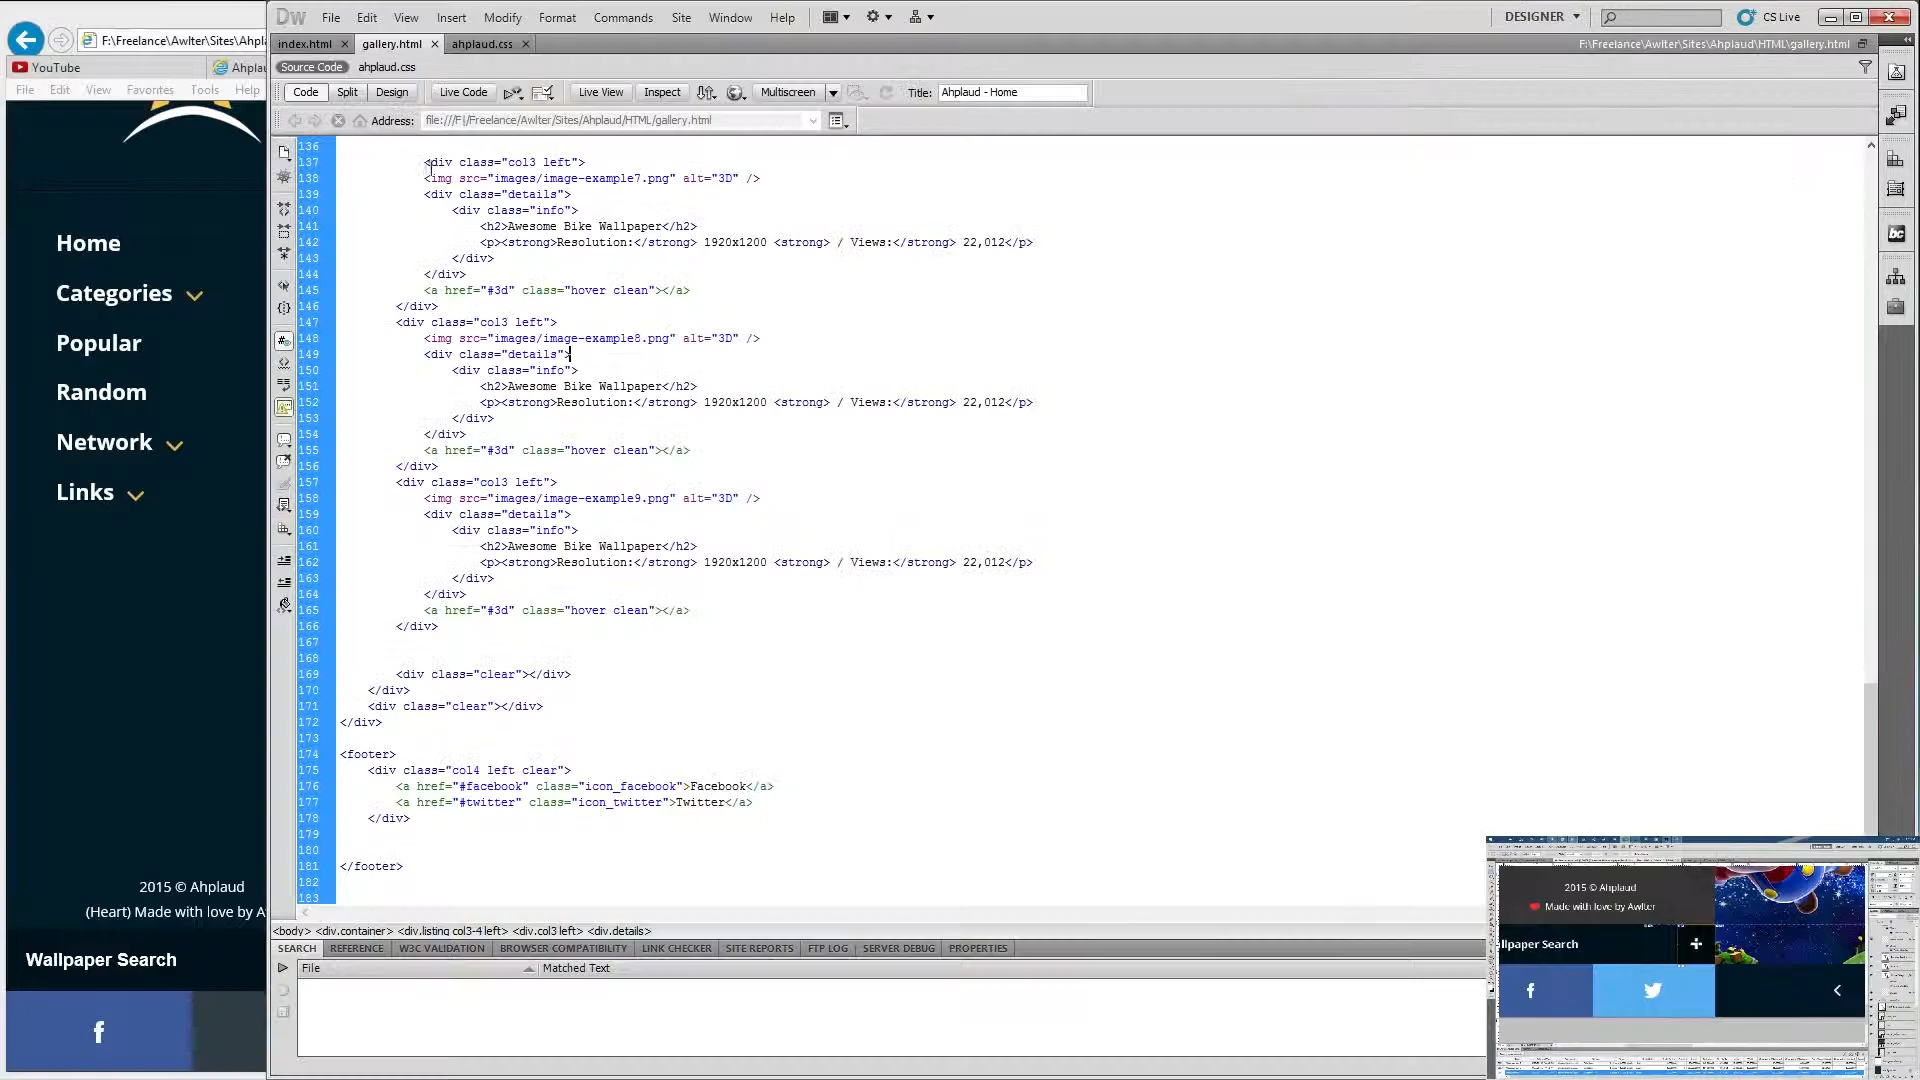 Dw File Edit View Insert Modify Format Commands Site Window Help DESIGNER CS Live
F:\Freelance\Awlter\Sites\Ahpla
index.html gallery.html ahplaud.css F:\Freelance\Awlter\Sites\Ahplaud\HTML\gallery.html
YouTube Ahplau
Source Code ahplaud.css
File Edit View Favorites Tools Help
Code Split Design Live Code Live View Inspect Multiscreen Title: Ahplaud - Home
Address: file:///F|/Freelance/Awlter/Sites/Ahplaud/HTML/gallery.html
Home
Categories
Popular
Random
Network
Links
2015 © Ahplaud
(Heart) Made with love by A
Wallpaper Search
f
136
137 <div class="col3 left">
138 <img src="images/image-example7.png" alt="3D" />
139 <div class="details">
140 <div class="info">
141 <h2>Awesome Bike Wallpaper</h2>
142 <p><strong>Resolution:</strong> 1920x1200 <strong> / Views:</strong> 22,012</p>
143 </div>
144 </div>
145 <a href="#3d" class="hover clean"></a>
146 </div>
147 <div class="col3 left">
148 <img src="images/image-example8.png" alt="3D" />
149 <div class="details">
150 <div class="info">
151 <h2>Awesome Bike Wallpaper</h2>
152 <p><strong>Resolution:</strong> 1920x1200 <strong> / Views:</strong> 22,012</p>
153 </div>
154 </div>
155 <a href="#3d" class="hover clean"></a>
156 </div>
157 <div class="col3 left">
158 <img src="images/image-example9.png" alt="3D" />
159 <div class="details">
160 <div class="info">
161 <h2>Awesome Bike Wallpaper</h2>
162 <p><strong>Resolution:</strong> 1920x1200 <strong> / Views:</strong> 22,012</p>
163 </div>
164 </div>
165 <a href="#3d" class="hover clean"></a>
166 </div>
167
168
169 <div class="clear"></div>
170 </div>
171 <div class="clear"></div>
172 </div>
173
174 <footer>
175 <div class="col4 left clear">
176 <a href="#facebook" class="icon_facebook">Facebook</a>
177 <a href="#twitter" class="icon_twitter">Twitter</a>
178 </div>
179
180
181 </footer>
182
183
<body> <div.container> <div.listing col3-4 left> <div.col3 left> <div.details>
SEARCH REFERENCE W3C VALIDATION BROWSER COMPATIBILITY LINK CHECKER SITE REPORTS FTP LOG SERVER DEBUG PROPERTIES
File Matched Text
2015 © Ahplaud
Made with love by Awlter
llpaper Search
f